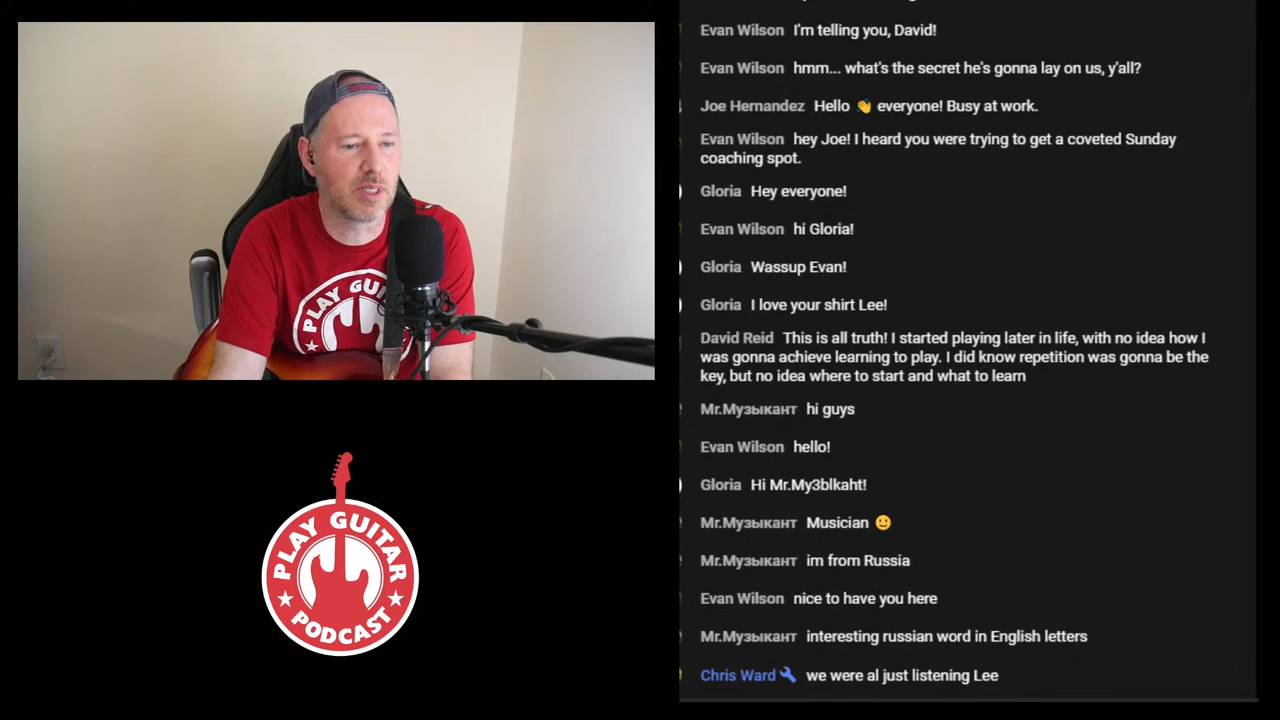 Evan Wilson I'm telling you, David!
Evan Wilson hmm... what's the secret he's gonna lay on us, y'all?
Joe Hernandez Hello 👋 everyone! Busy at work.
Evan Wilson hey Joe! I heard you were trying to get a coveted Sunday
coaching spot.
Gloria Hey everyone!
Evan Wilson hi Gloria!
Gloria Wassup Evan!
Gloria I love your shirt Lee!
David Reid This is all truth! I started playing later in life, with no idea how I
was gonna achieve learning to play. I did know repetition was gonna be the
key, but no idea where to start and what to learn
Mr.Музыкант hi guys
Evan Wilson hello!
Gloria Hi Mr.My3blkaht!
Mr.Музыкант Musician 🙂
Mr.Музыкант im from Russia
Evan Wilson nice to have you here
Mr.Музыкант interesting russian word in English letters
Chris Ward we were al just listening Lee
PLAY GUITAR
PODCAST
PLAY GUI